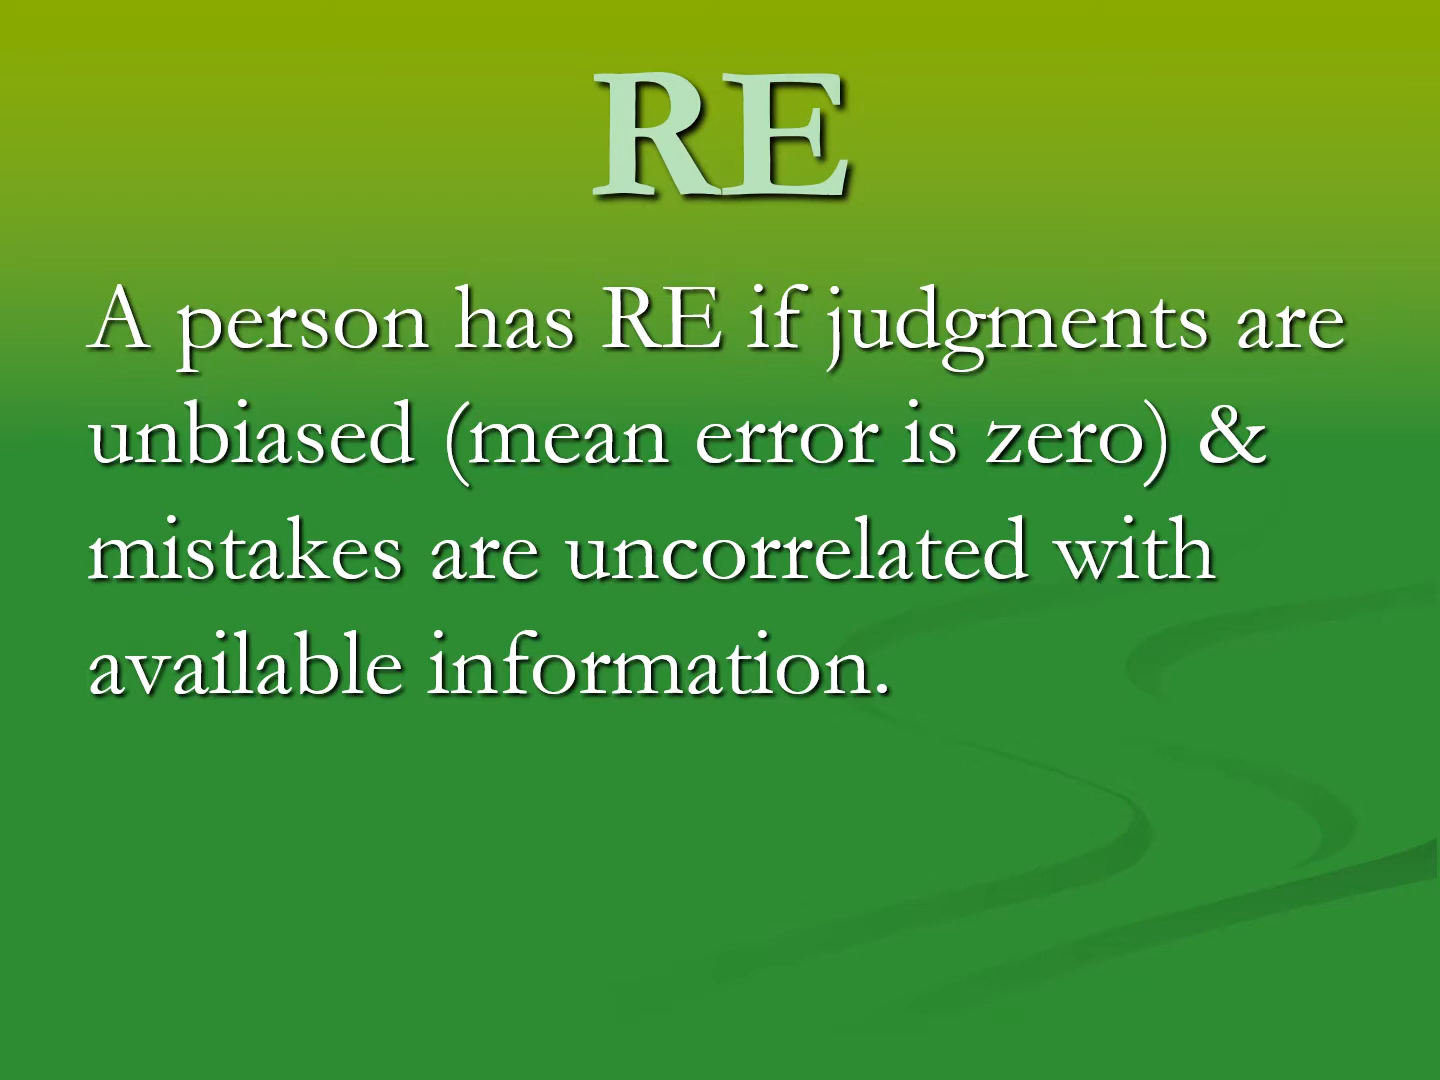 RE
A person has RE if judgments are
unbiased (mean error is zero) &
mistakes are uncorrelated with
available information.